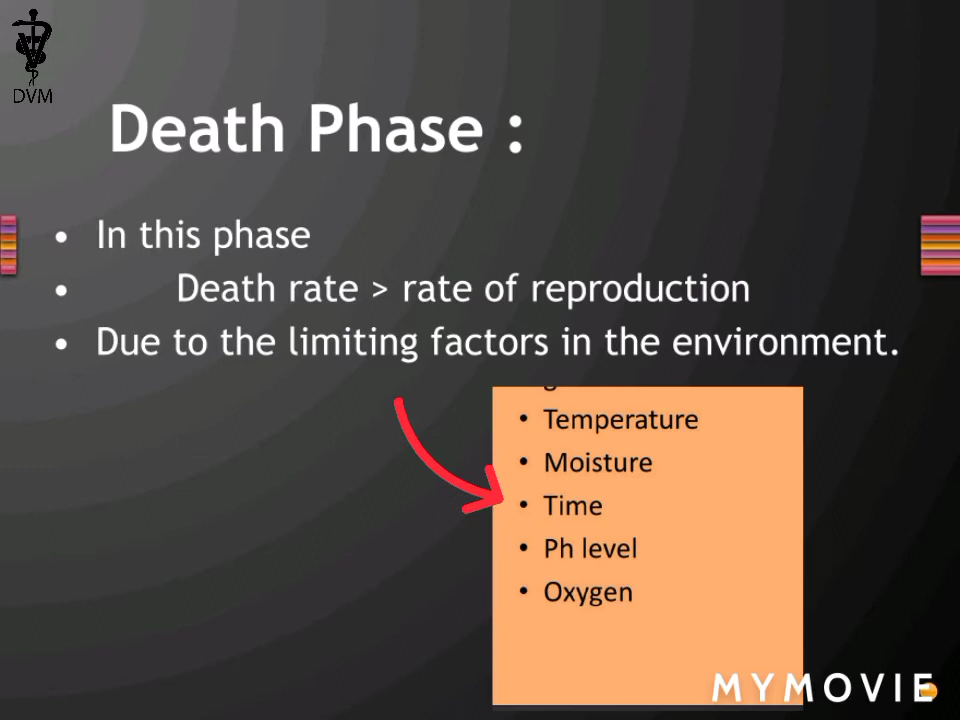 DVM
Death Phase :
• In this phase
• Death rate > rate of reproduction
• Due to the limiting factors in the environment.
• Temperature
• Moisture
• Time
• Ph level
• Oxygen
MYMOVIE